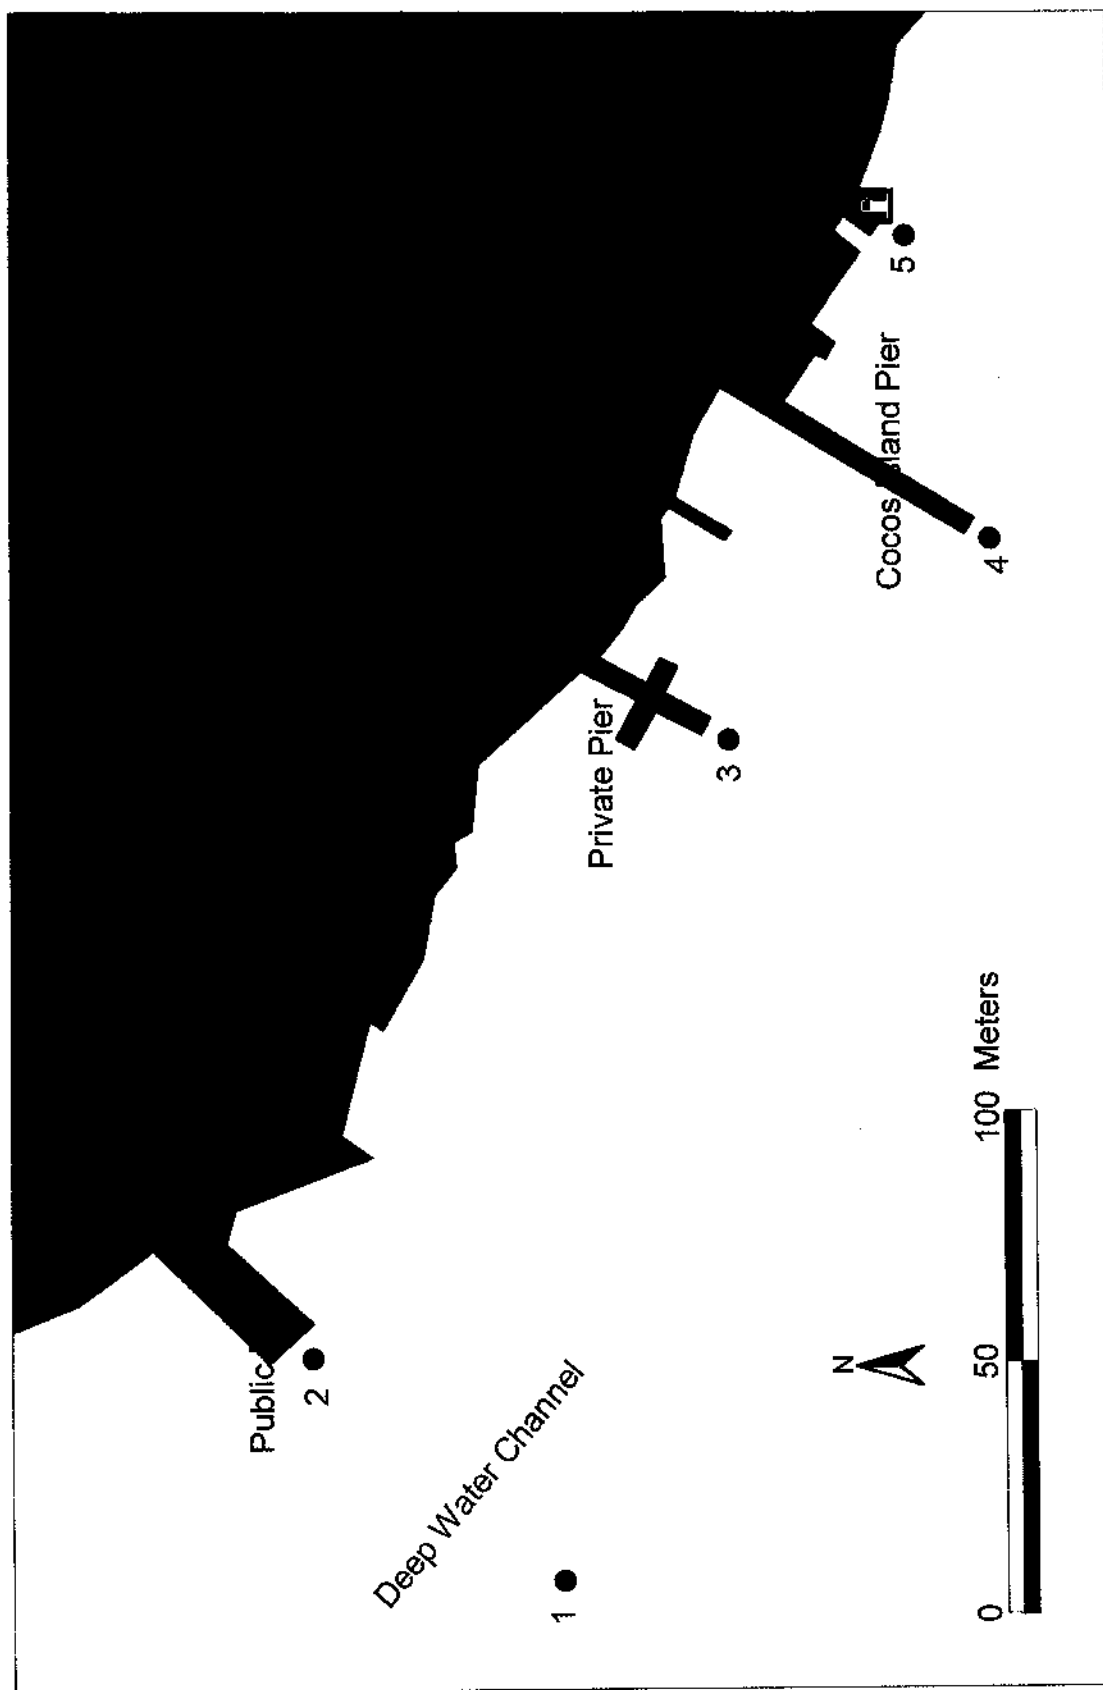 Public
2
Deep Water Channel
1
Private Pier
3
Cocos Island Pier
4
5
N
0 50 100 Meters